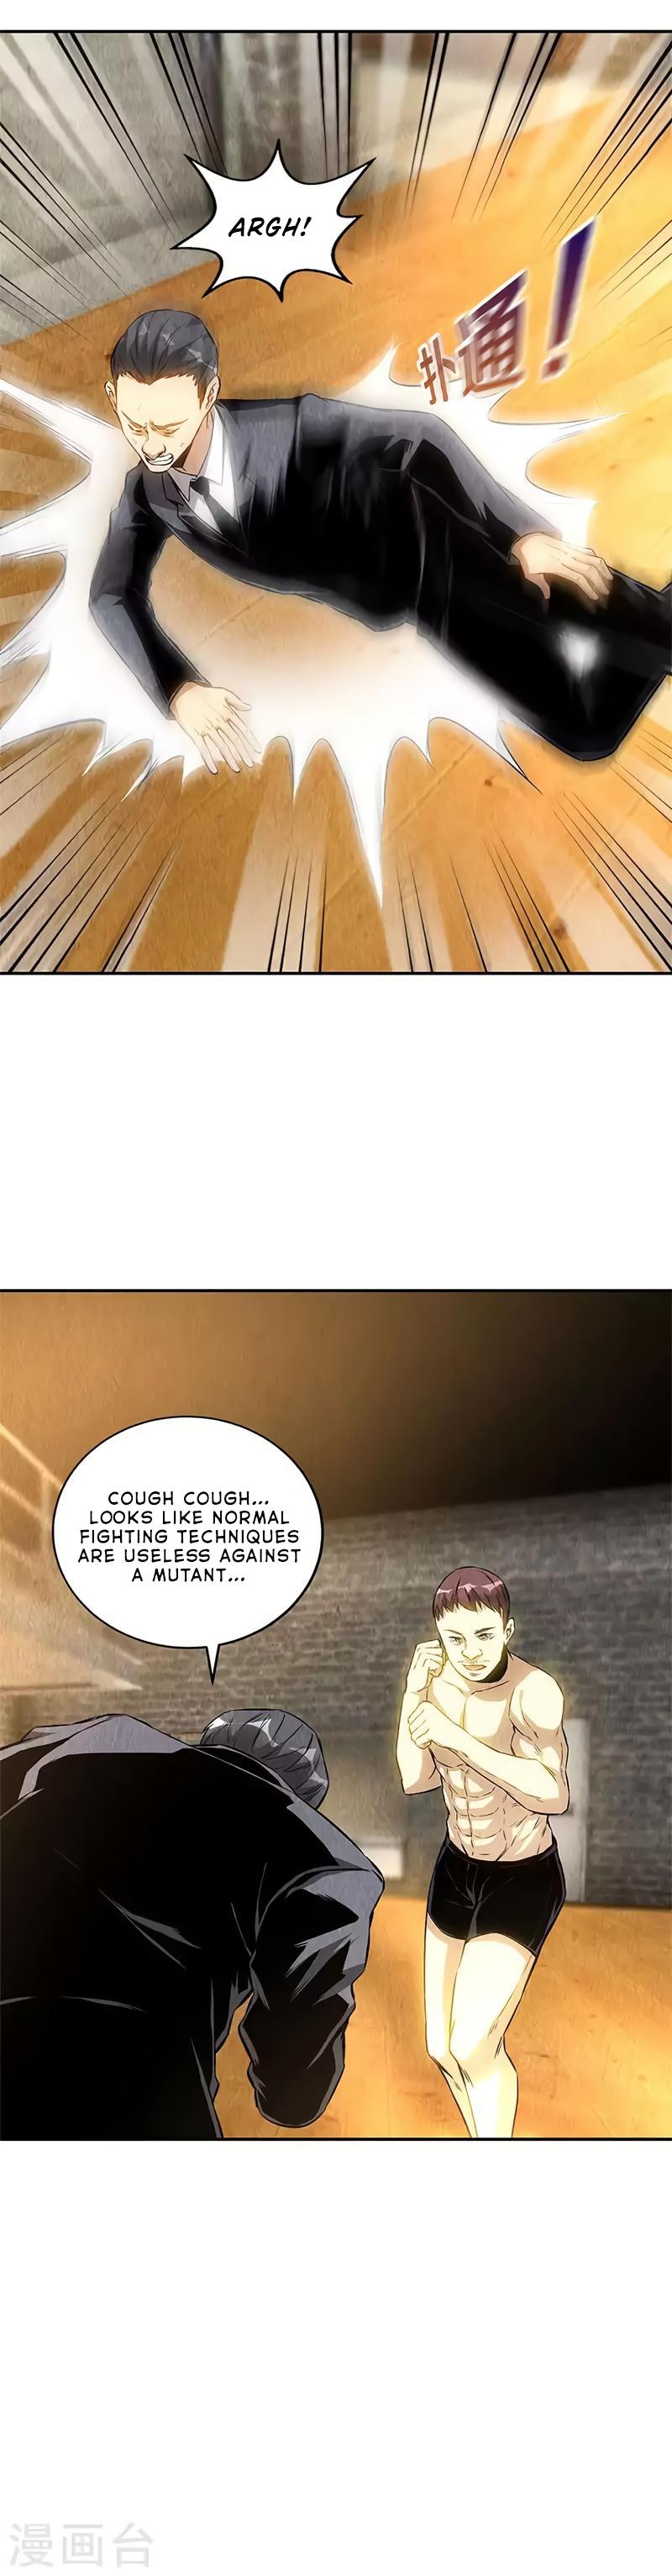 ARGH!
扑通！
COUGH COUGH...
LOOKS LIKE NORMAL
FIGHTING TECHNIQUES
ARE USELESS AGAINST
A MUTANT...
漫画台